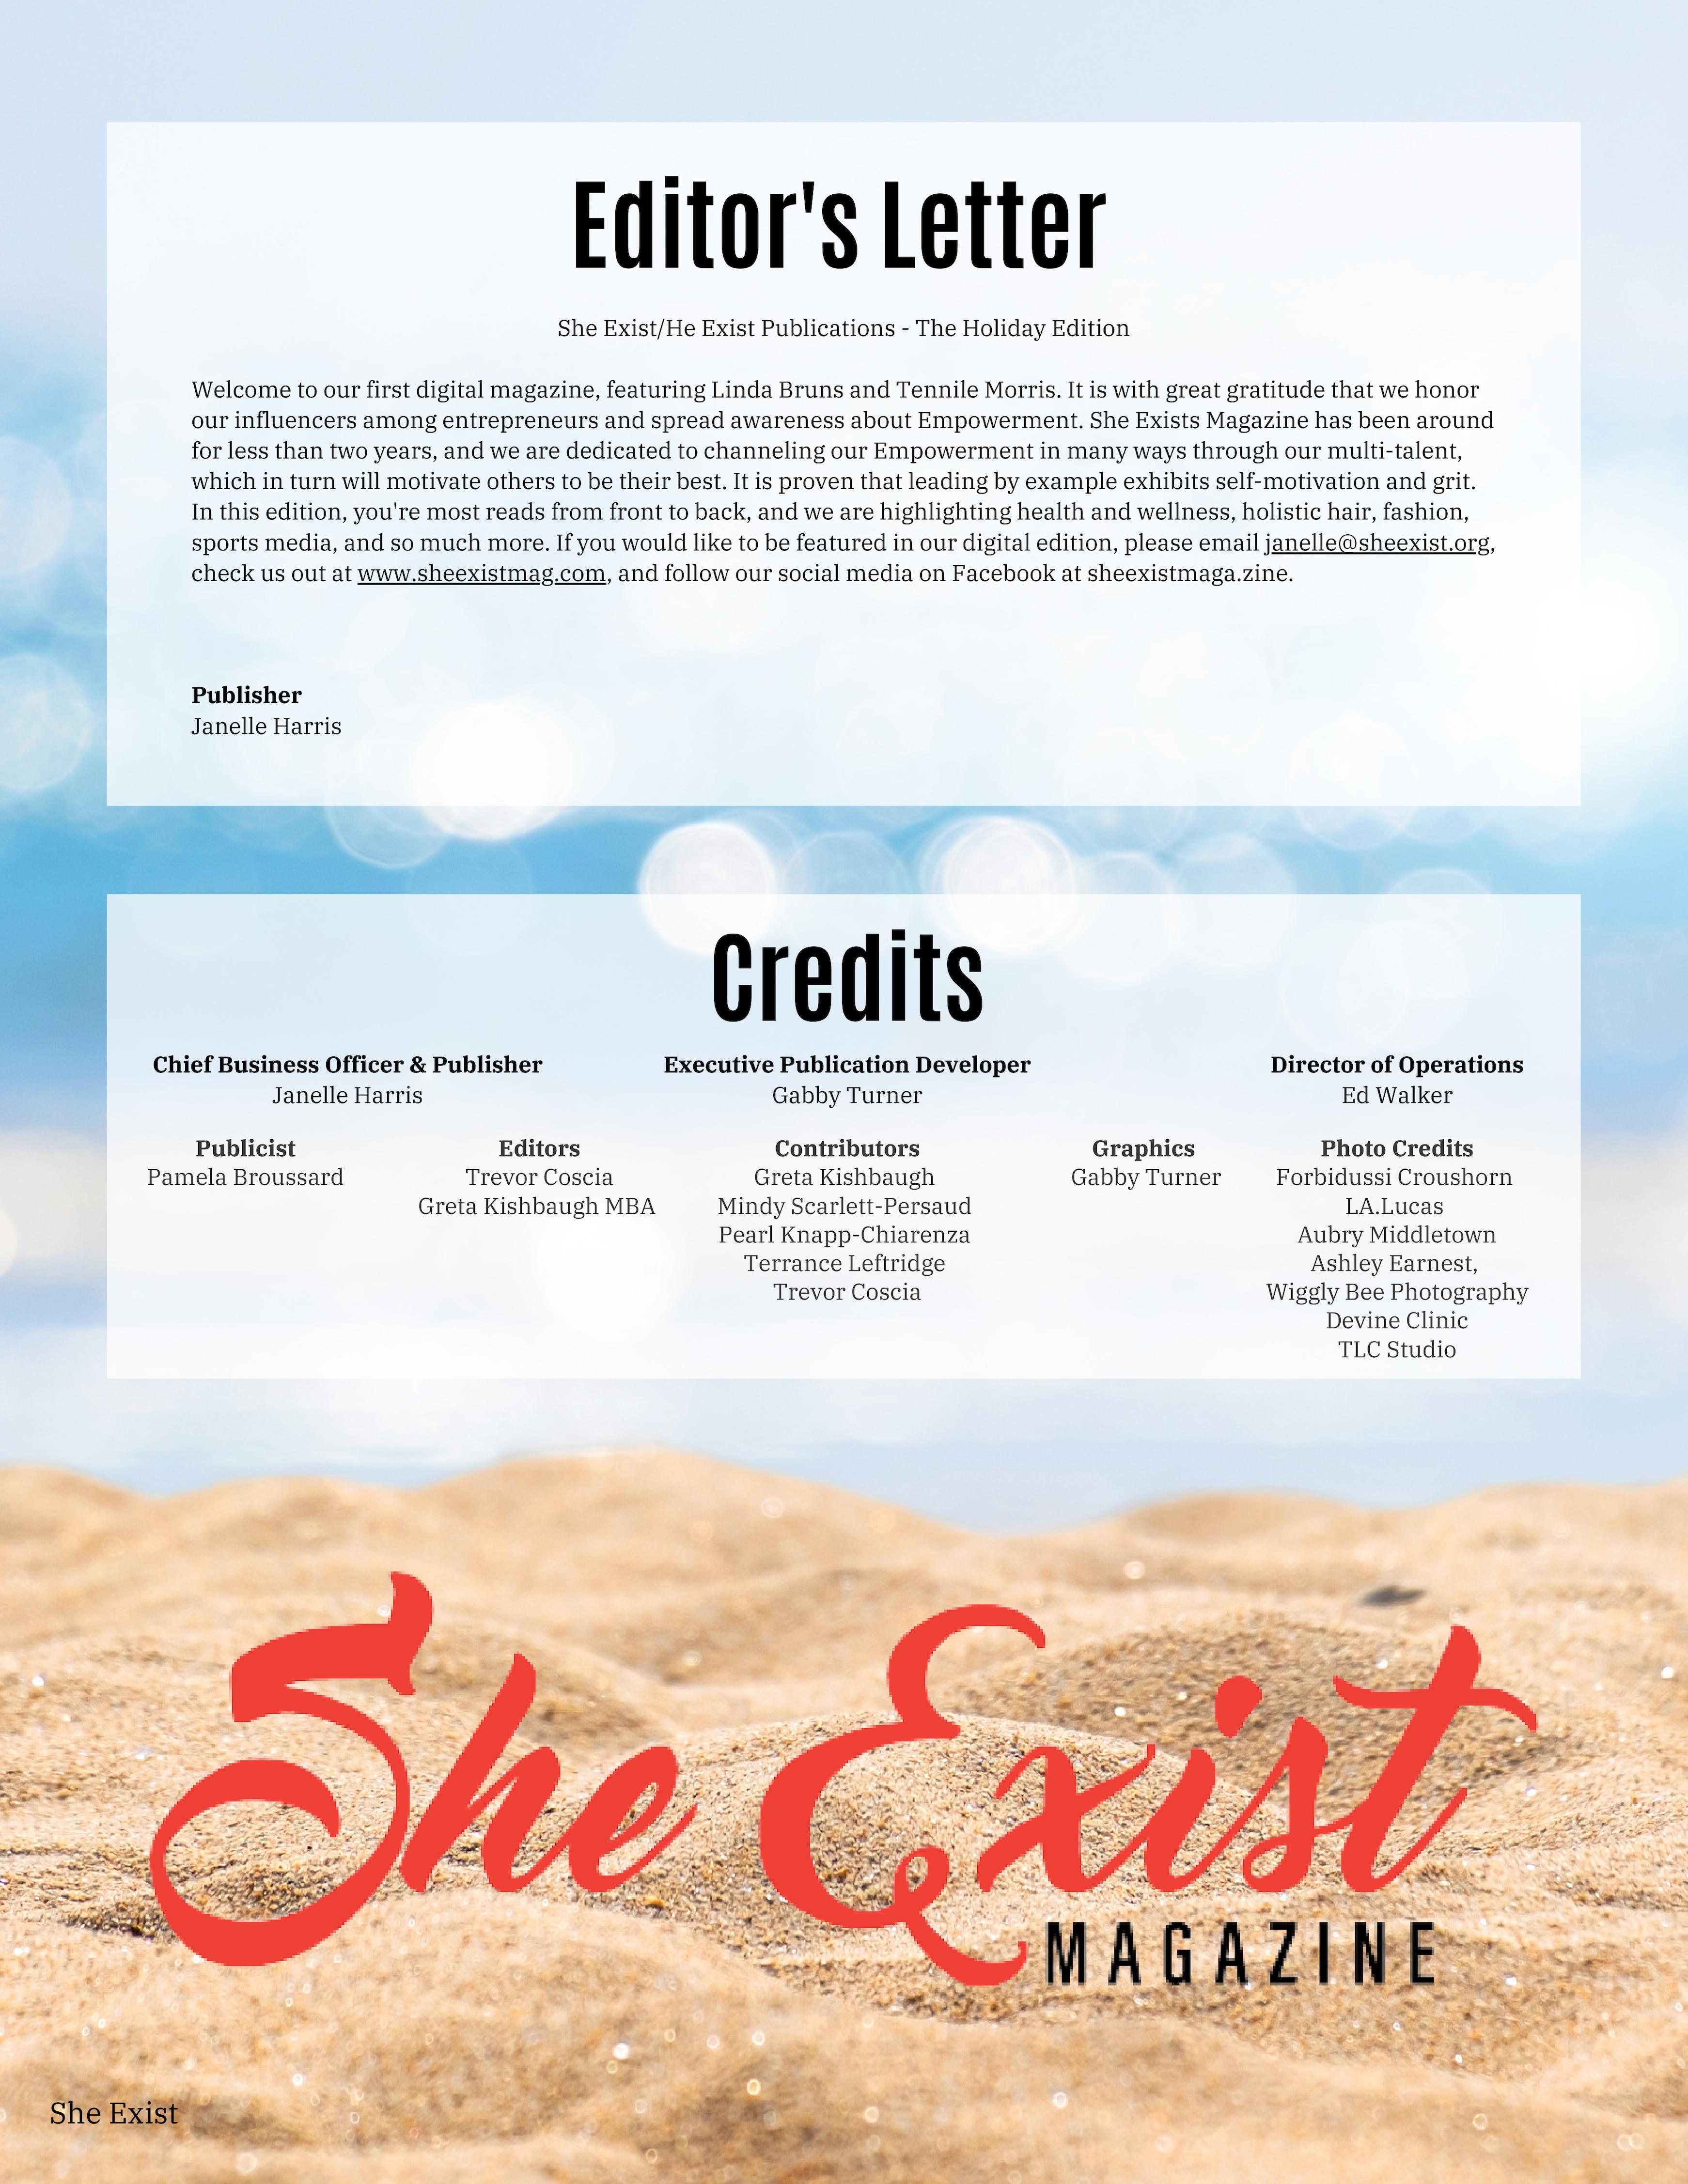 Editor's Letter
She Exist/He Exist Publications - The Holiday Edition
Welcome to our first digital magazine, featuring Linda Bruns and Tennile Morris. It is with great gratitude that we honor
our influencers among entrepreneurs and spread awareness about Empowerment. She Exists Magazine has been around
for less than two years, and we are dedicated to channeling our Empowerment in many ways through our multi-talent,
which in turn will motivate others to be their best. It is proven that leading by example exhibits self-motivation and grit.
In this edition, you're most reads from front to back, and we are highlighting health and wellness, holistic hair, fashion,
sports media, and so much more. If you would like to be featured in our digital edition, please email janelle@sheexist.org,
check us out at www.sheexistmag.com, and follow our social media on Facebook at sheexistmaga.zine.
Publisher
Janelle Harris
Credits
Chief Business Officer & Publisher
Janelle Harris
Executive Publication Developer
Gabby Turner
Director of Operations
Ed Walker
Publicist
Pamela Broussard
Editors
Trevor Coscia
Greta Kishbaugh MBA
Contributors
Greta Kishbaugh
Mindy Scarlett-Persaud
Pearl Knapp-Chiarenza
Terrance Leftridge
Trevor Coscia
Graphics
Gabby Turner
Photo Credits
Forbidussi Croushorn
LA.Lucas
Aubry Middletown
Ashley Earnest,
Wiggly Bee Photography
Devine Clinic
TLC Studio
She Exist
MAGAZINE
She Exist